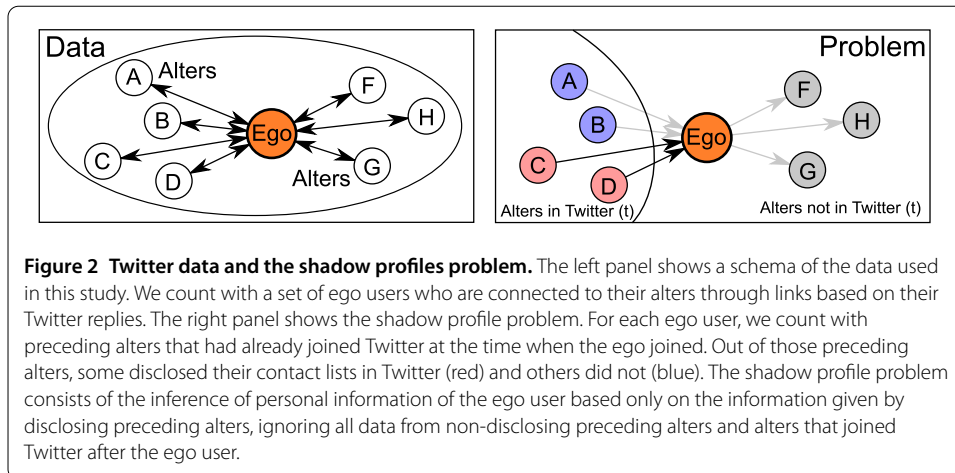 Data
Problem
A
Alters
F
B
H
Ego
C
D
Alters
G
A
B
C
D
Ego
F
H
G
Alters in Twitter (t)
Alters not in Twitter (t)
Figure 2 Twitter data and the shadow profiles problem. The left panel shows a schema of the data used
in this study. We count with a set of ego users who are connected to their alters through links based on their
Twitter replies. The right panel shows the shadow profile problem. For each ego user, we count with
preceding alters that had already joined Twitter at the time when the ego joined. Out of those preceding
alters, some disclosed their contact lists in Twitter (red) and others did not (blue). The shadow profile problem
consists of the inference of personal information of the ego user based only on the information given by
disclosing preceding alters, ignoring all data from non-disclosing preceding alters and alters that joined
Twitter after the ego user.